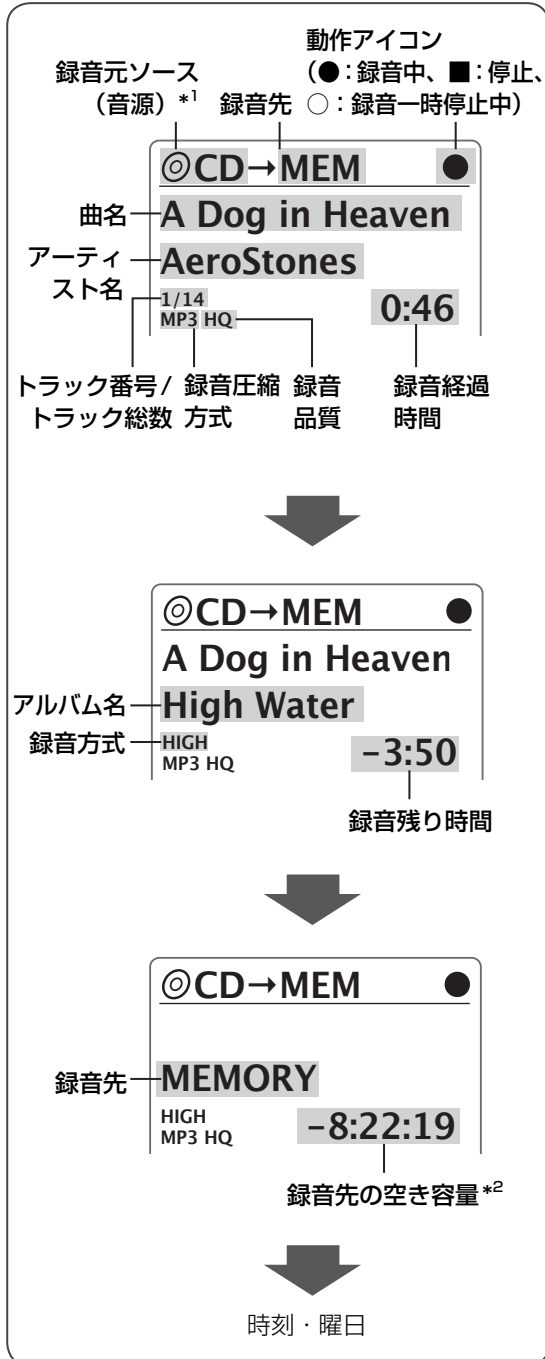 動作アイコン
録音元ソース
(●：録音中、■：停止、
（音源）*1
録音先
○：録音一時停止中）
◎CD→MEM ●
曲名
A Dog in Heaven
アーティ
スト名
AeroStones
1/14
0:46
MP3 HQ
トラック番号/
トラック総数
録音圧縮
方式
録音
品質
録音経過
時間
◎CD→MEM ●
A Dog in Heaven
アルバム名
High Water
録音方式
HIGH
-3:50
MP3 HQ
録音残り時間
◎CD→MEM ●
録音先
MEMORY
HIGH
-8:22:19
MP3 HQ
録音先の空き容量*2
時刻・曜日